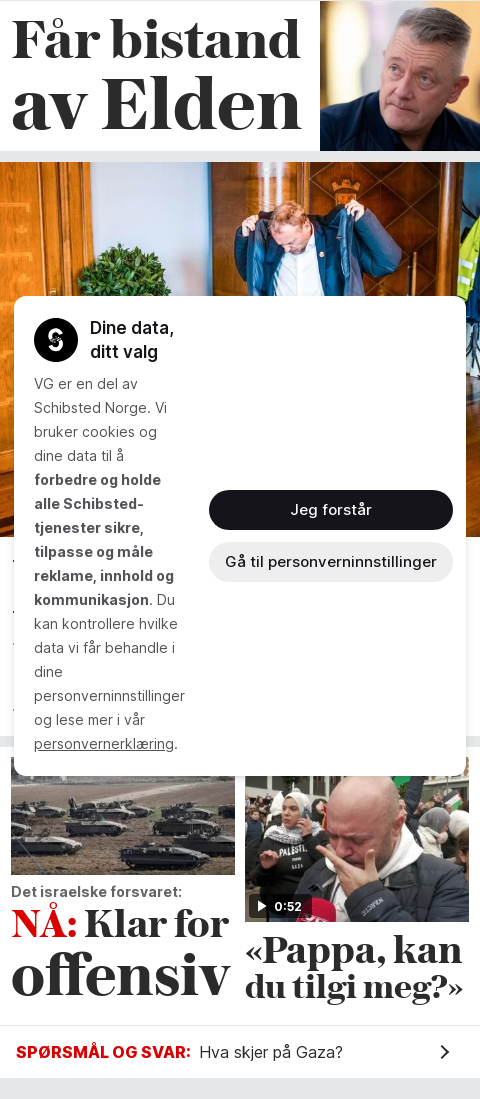 Får bistand
av Elden
Dine data,
ditt valg
VG er en del av
Schibsted Norge. Vi
bruker cookies og
dine data til å
forbedre og holde
alle Schibsted-
tjenester sikre,
tilpasse og måle
reklame, innhold og
kommunikasjon. Du
kan kontrollere hvilke
data vi får behandle i
dine
personverninnstillinger
og lese mer i vår
personvernerklæring.
Jeg forstår
Gå til personverninnstillinger
Det israelske forsvaret:
NÅ: Klar for
offensiv
PALESTI
0:52
«Pappa, kan
du tilgi meg?»
SPØRSMÅL OG SVAR: Hva skjer på Gaza?